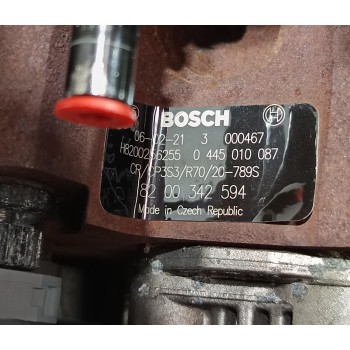 BOSCH
06-02-21 3 000467
H8200266255 0 445 010 087
CR/CP3S3/R70/20-789S
82 00 342 594
Made in Czech Republic